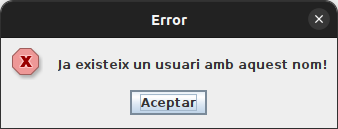 Error
Ja existeix un usuari amb aquest nom!
Aceptar